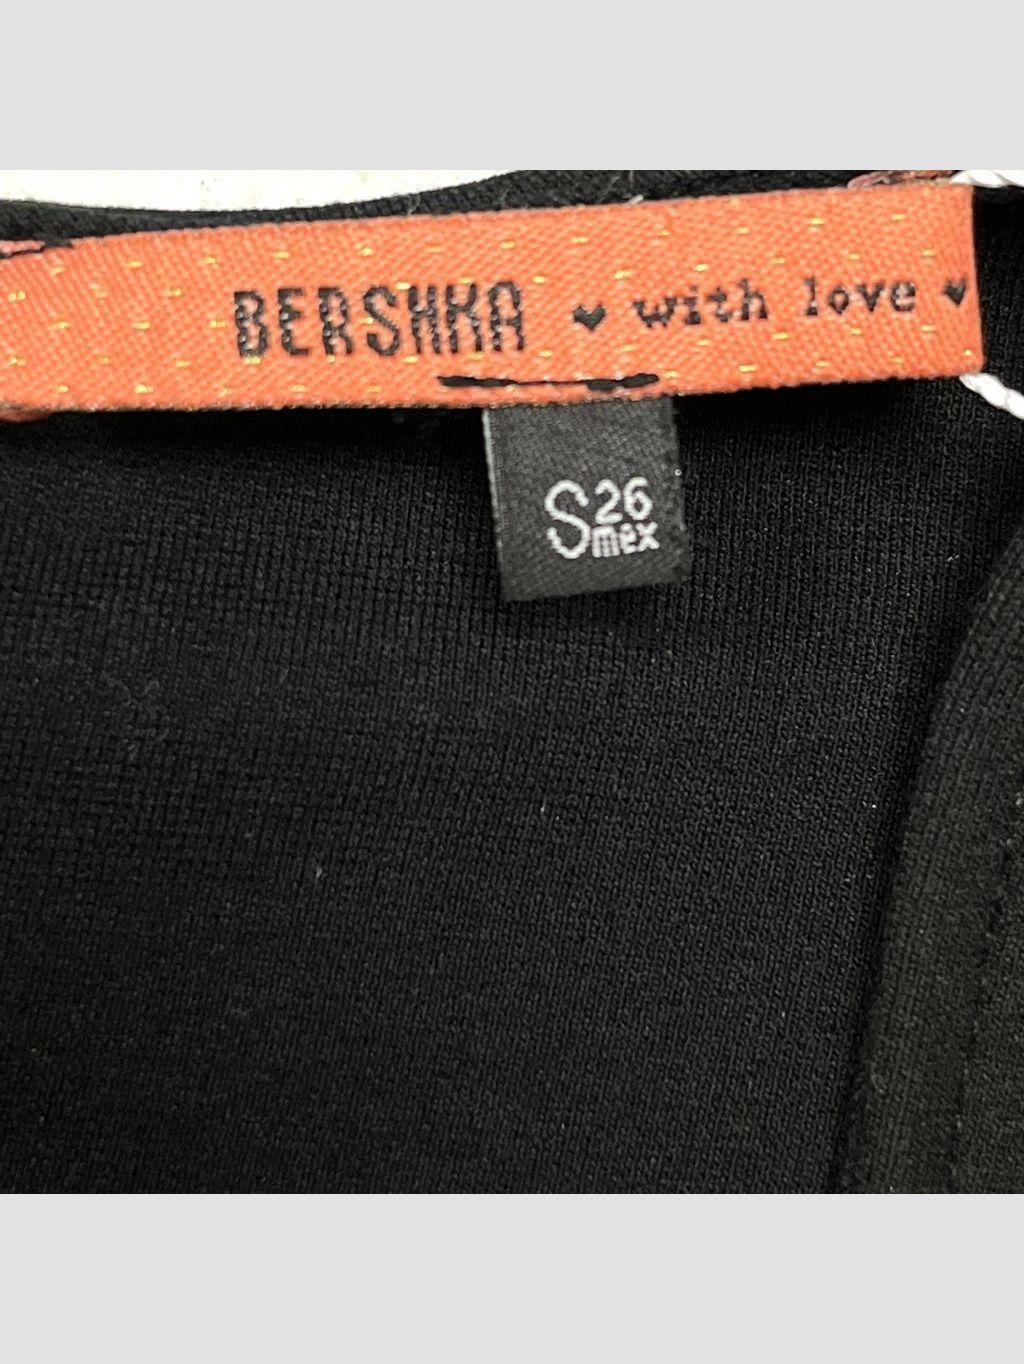 BERSHKA ♥ with love ♥
S 26
mex